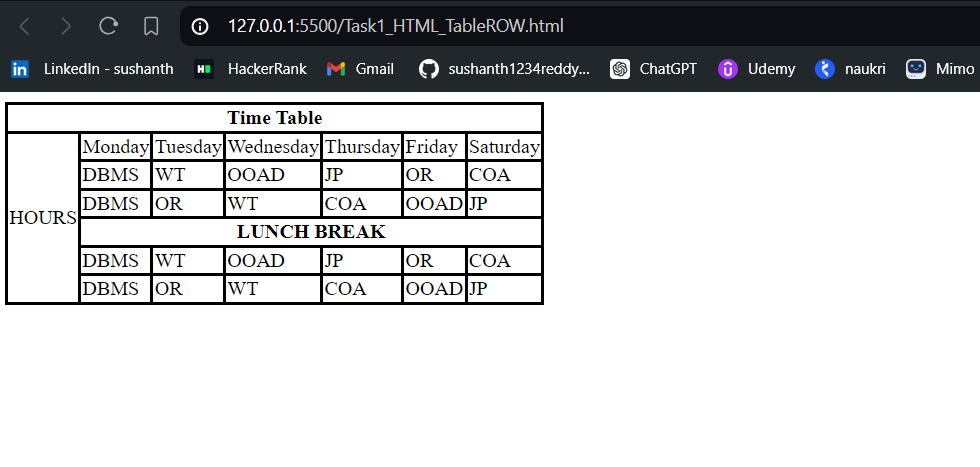 127.0.0.1:5500/Task1_HTML_TableROW.html
LinkedIn - sushanth HackerRank Gmail sushanth1234reddy... ChatGPT Udemy naukri Mimo
Time Table
Monday Tuesday Wednesday Thursday Friday Saturday
DBMS WT OOAD JP OR COA
DBMS OR WT COA OOAD JP
HOURS
LUNCH BREAK
DBMS WT OOAD JP OR COA
DBMS OR WT COA OOAD JP